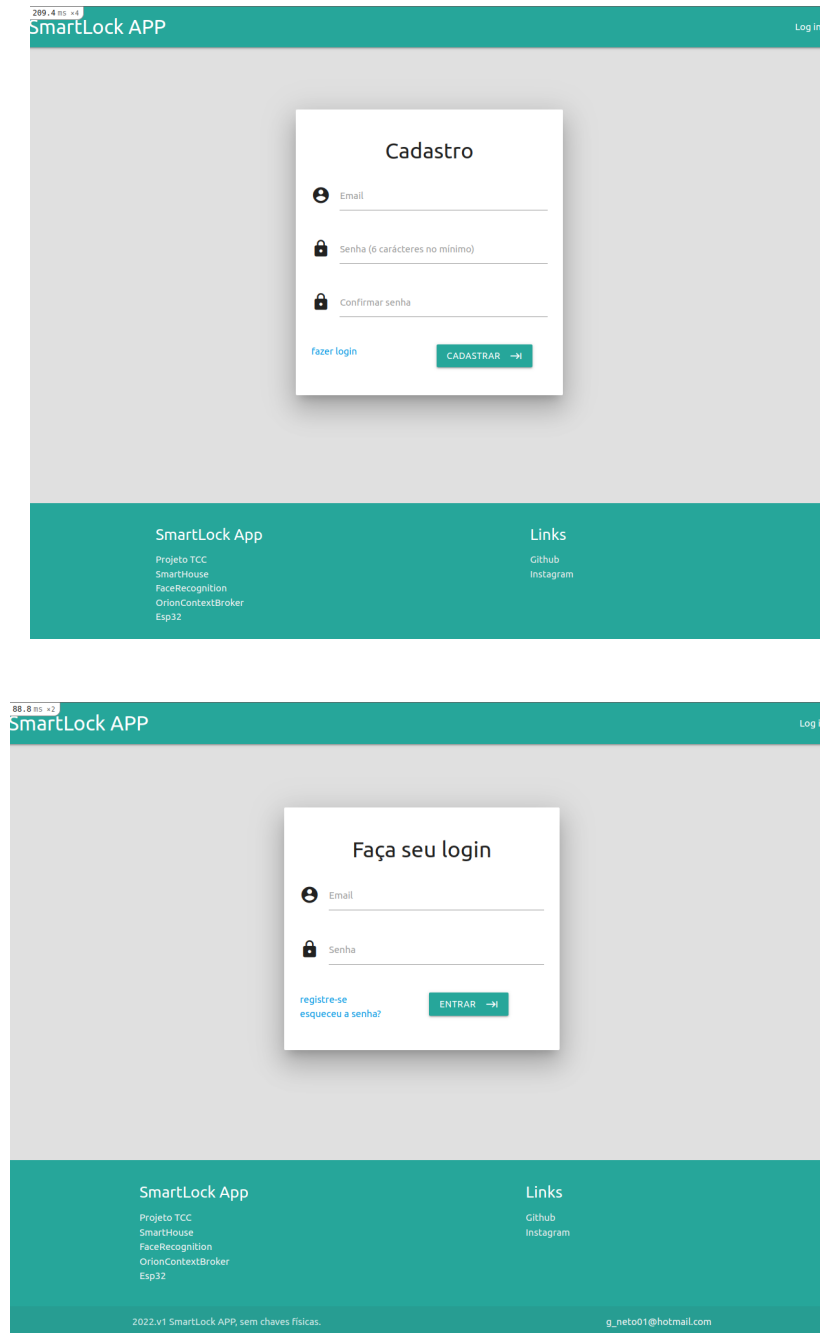 209.4 ms ×4
SmartLock APP
Log in
Cadastro
Email
Senha (6 carácteres no mínimo)
Confirmar senha
fazer login
CADASTRAR
SmartLock App
Links
Projeto TCC
Github
SmartHouse
Instagram
FaceRecognition
OrionContextBroker
Esp32
88.8 ms ×2
SmartLock APP
Log i
Faça seu login
Email
Senha
registre-se
ENTRAR
esqueceu a senha?
SmartLock App
Links
Projeto TCC
Github
SmartHouse
Instagram
FaceRecognition
OrionContextBroker
Esp32
2022.v1 SmartLock APP, sem chaves físicas.
g_neto01@hotmail.com